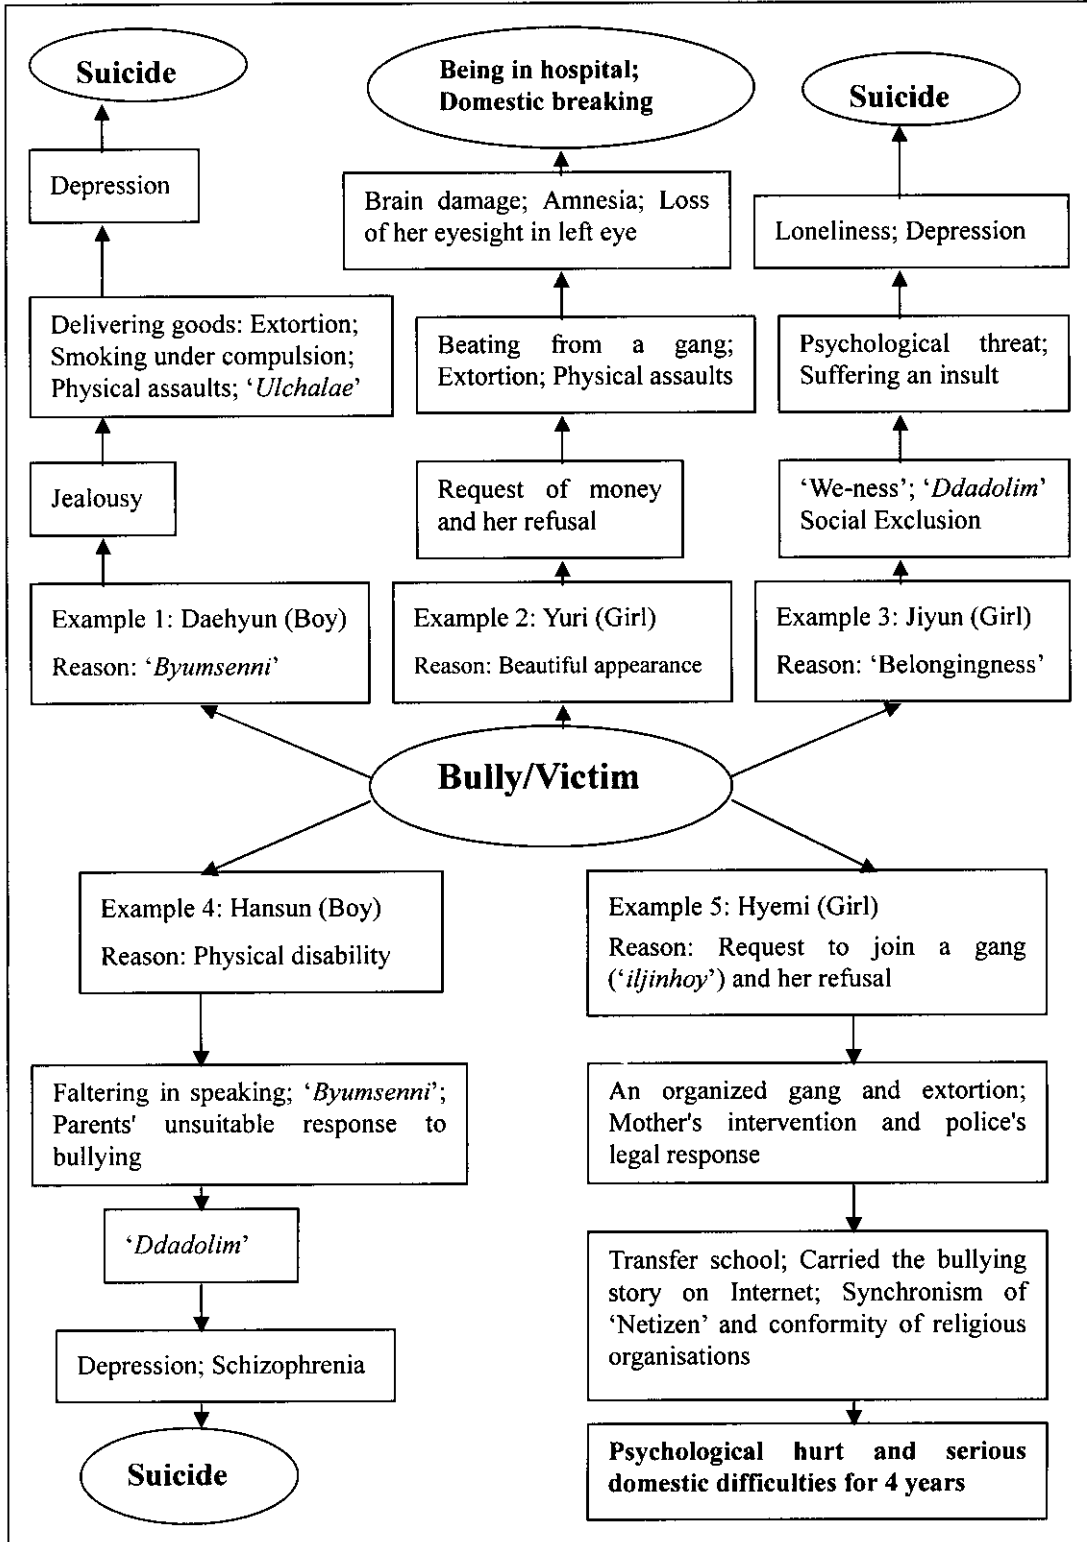 Suicide
Depression
Delivering goods: Extortion;
Smoking under compulsion;
Physical assaults; ‘Ulchalae’
Jealousy
Example 1: Daehyun (Boy)
Reason: ‘Byumsenni’
Being in hospital;
Domestic breaking
Brain damage; Amnesia; Loss
of her eyesight in left eye
Beating from a gang;
Extortion; Physical assaults
Request of money
and her refusal
Example 2: Yuri (Girl)
Reason: Beautiful appearance
Suicide
Loneliness; Depression
Psychological threat;
Suffering an insult
‘We-ness’; ‘Ddadolim’
Social Exclusion
Example 3: Jiyun (Girl)
Reason: ‘Belongingness’
Bully/Victim
Example 4: Hansun (Boy)
Reason: Physical disability
Faltering in speaking; ‘Byumsenni’;
Parents' unsuitable response to
bullying
‘Ddadolim’
Depression; Schizophrenia
Suicide
Example 5: Hyemi (Girl)
Reason: Request to join a gang
(‘iljinhoy’) and her refusal
An organized gang and extortion;
Mother's intervention and police's
legal response
Transfer school; Carried the bullying
story on Internet; Synchronism of
‘Netizen’ and conformity of religious
organisations
Psychological hurt and serious
domestic difficulties for 4 years